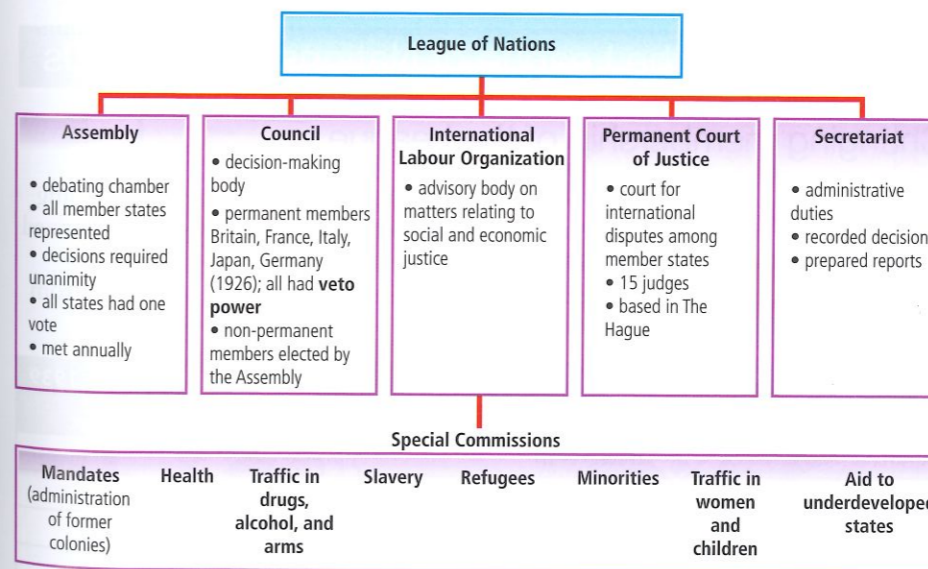 League of Nations
Assembly
• debating chamber
• all member states
represented
• decisions required
unanimity
• all states had one
vote
• met annually
Council
• decision-making
body
• permanent members
Britain, France, Italy,
Japan, Germany
(1926); all had veto
power
• non-permanent
members elected by
the Assembly
International
Labour Organization
• advisory body on
matters relating to
social and economic
justice
Permanent Court
of Justice
• court for
international
disputes among
member states
• 15 judges
• based in The
Hague
Secretariat
• administrative
duties
• recorded decision
• prepared reports
Special Commissions
Mandates
(administration
of former
colonies)
Health
Traffic in
drugs,
alcohol, and
arms
Slavery
Refugees
Minorities
Traffic in
women
and
children
Aid to
underdeveloped
states